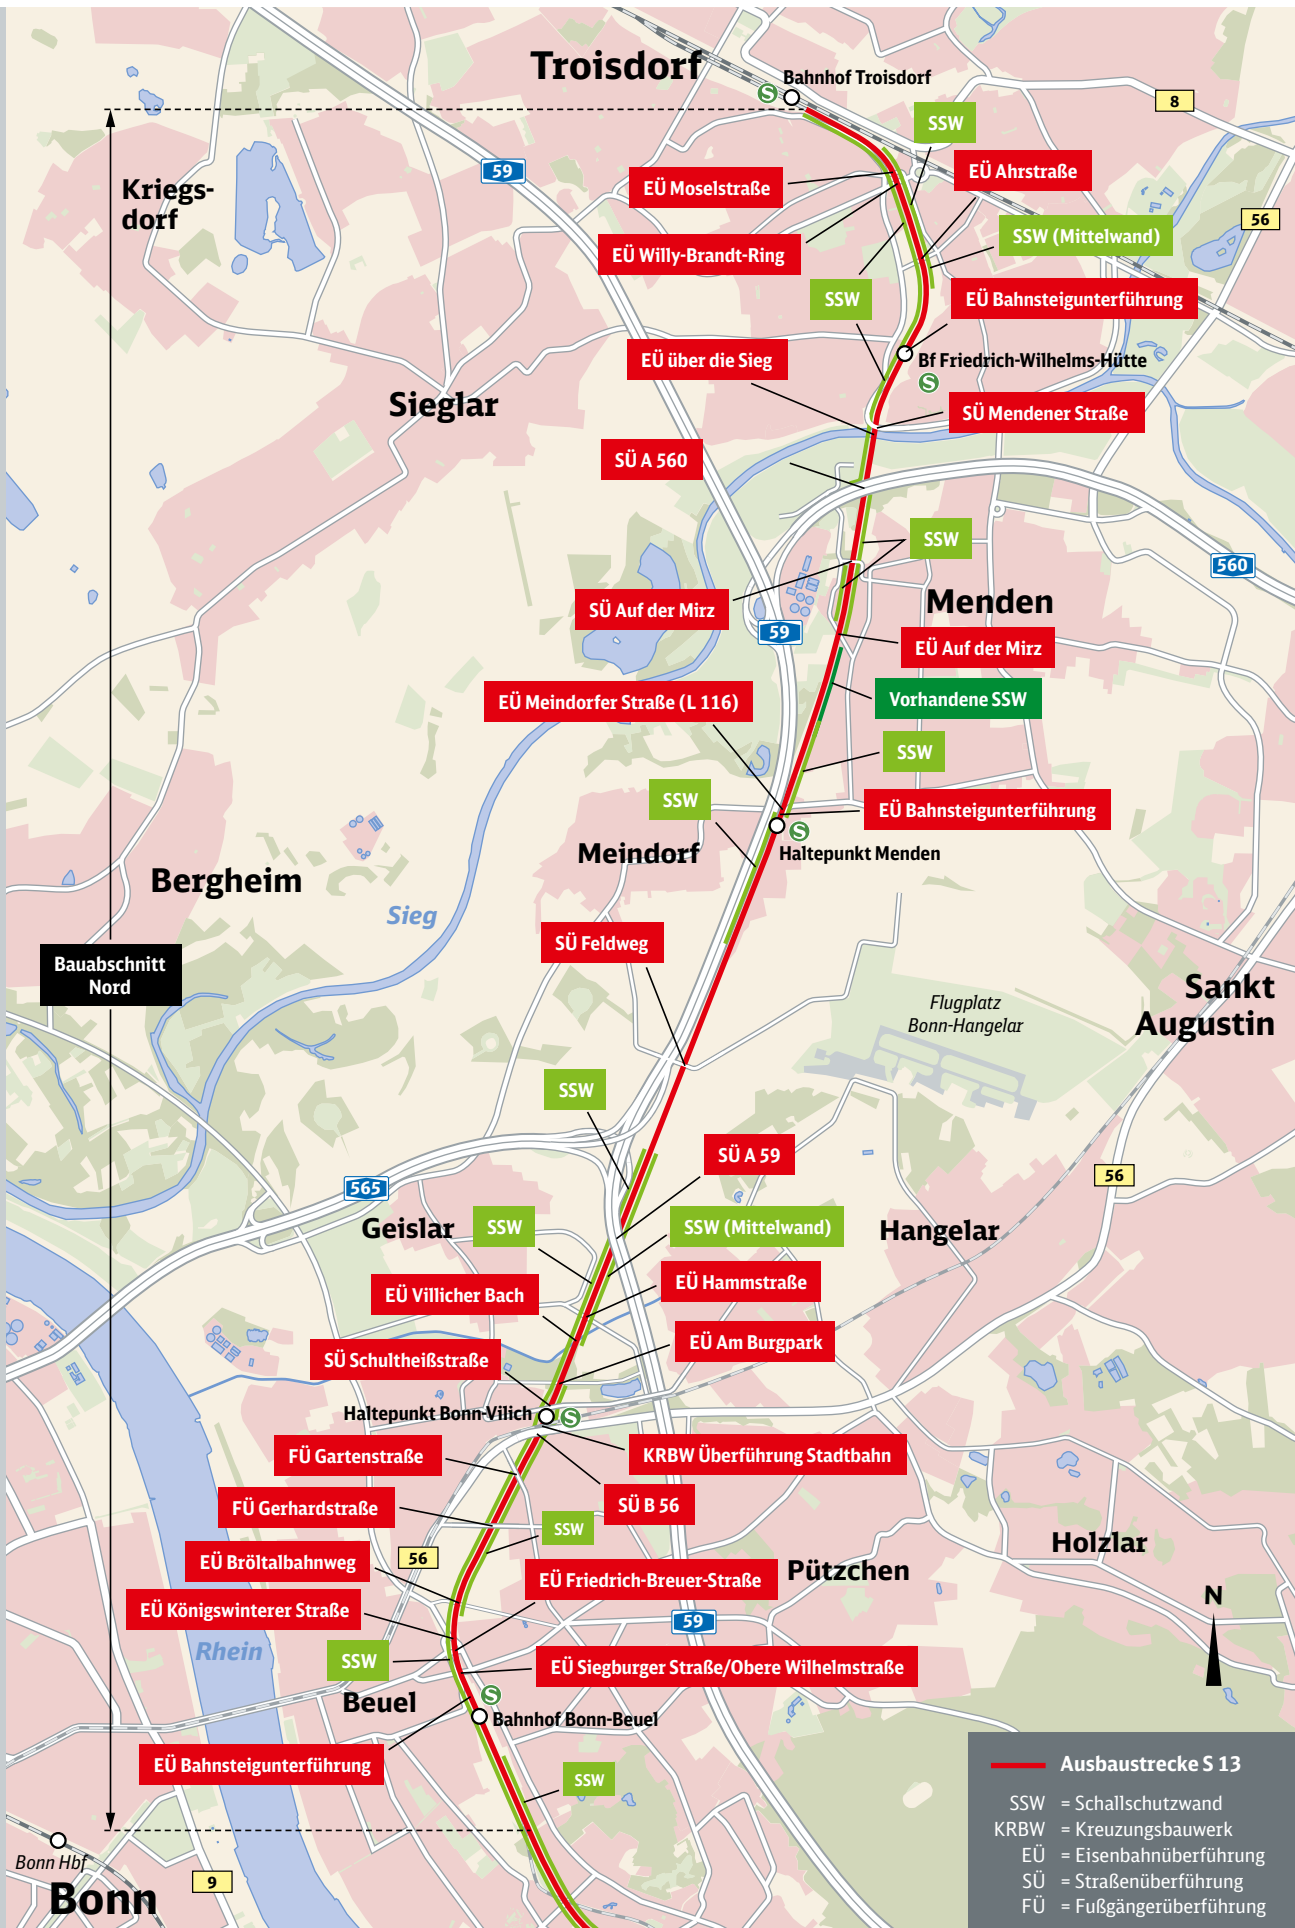 Troisdorf
Bahnhof Troisdorf
S
8
SSW
59
EÜ Ahrstraße
EÜ Moselstraße
Kriegs-
dorf
56
SSW (Mittelwand)
EÜ Willy-Brandt-Ring
SSW
EÜ Bahnsteigunterführung
EÜ über die Sieg
Bf Friedrich-Wilhelms-Hütte
S
Sieglar
SÜ Mendener Straße
SÜ A 560
SSW
560
Menden
SÜ Auf der Mirz
59
EÜ Auf der Mirz
EÜ Meindorfer Straße (L 116)
Vorhandene SSW
SSW
SSW
EÜ Bahnsteigunterführung
S
Meindorf
Haltepunkt Menden
Bergheim
Sieg
SÜ Feldweg
Bauabschnitt
Nord
Sankt
Augustin
Flugplatz
Bonn-Hangelar
SSW
SÜ A 59
56
565
Geislar
SSW
SSW (Mittelwand)
Hangelar
EÜ Villicher Bach
EÜ Hammstraße
EÜ Am Burgpark
SÜ Schultheißstraße
Haltepunkt Bonn-Vilich
S
FÜ Gartenstraße
KRBW Überführung Stadtbahn
FÜ Gerhardstraße
SÜ B 56
SSW
56
Holzlar
EÜ Bröltalbahnweg
Pützchen
EÜ Friedrich-Breuer-Straße
EÜ Königswinterer Straße
N
59
Rhein
SSW
EÜ Siegburger Straße/Obere Wilhelmstraße
Beuel
S
Bahnhof Bonn-Beuel
EÜ Bahnsteigunterführung
SSW
Bonn Hbf
9
Bonn
Ausbaustrecke S 13
SSW = Schallschutzwand
KRBW = Kreuzungsbauwerk
EÜ = Eisenbahnüberführung
SÜ = Straßenüberführung
FÜ = Fußgängerüberführung